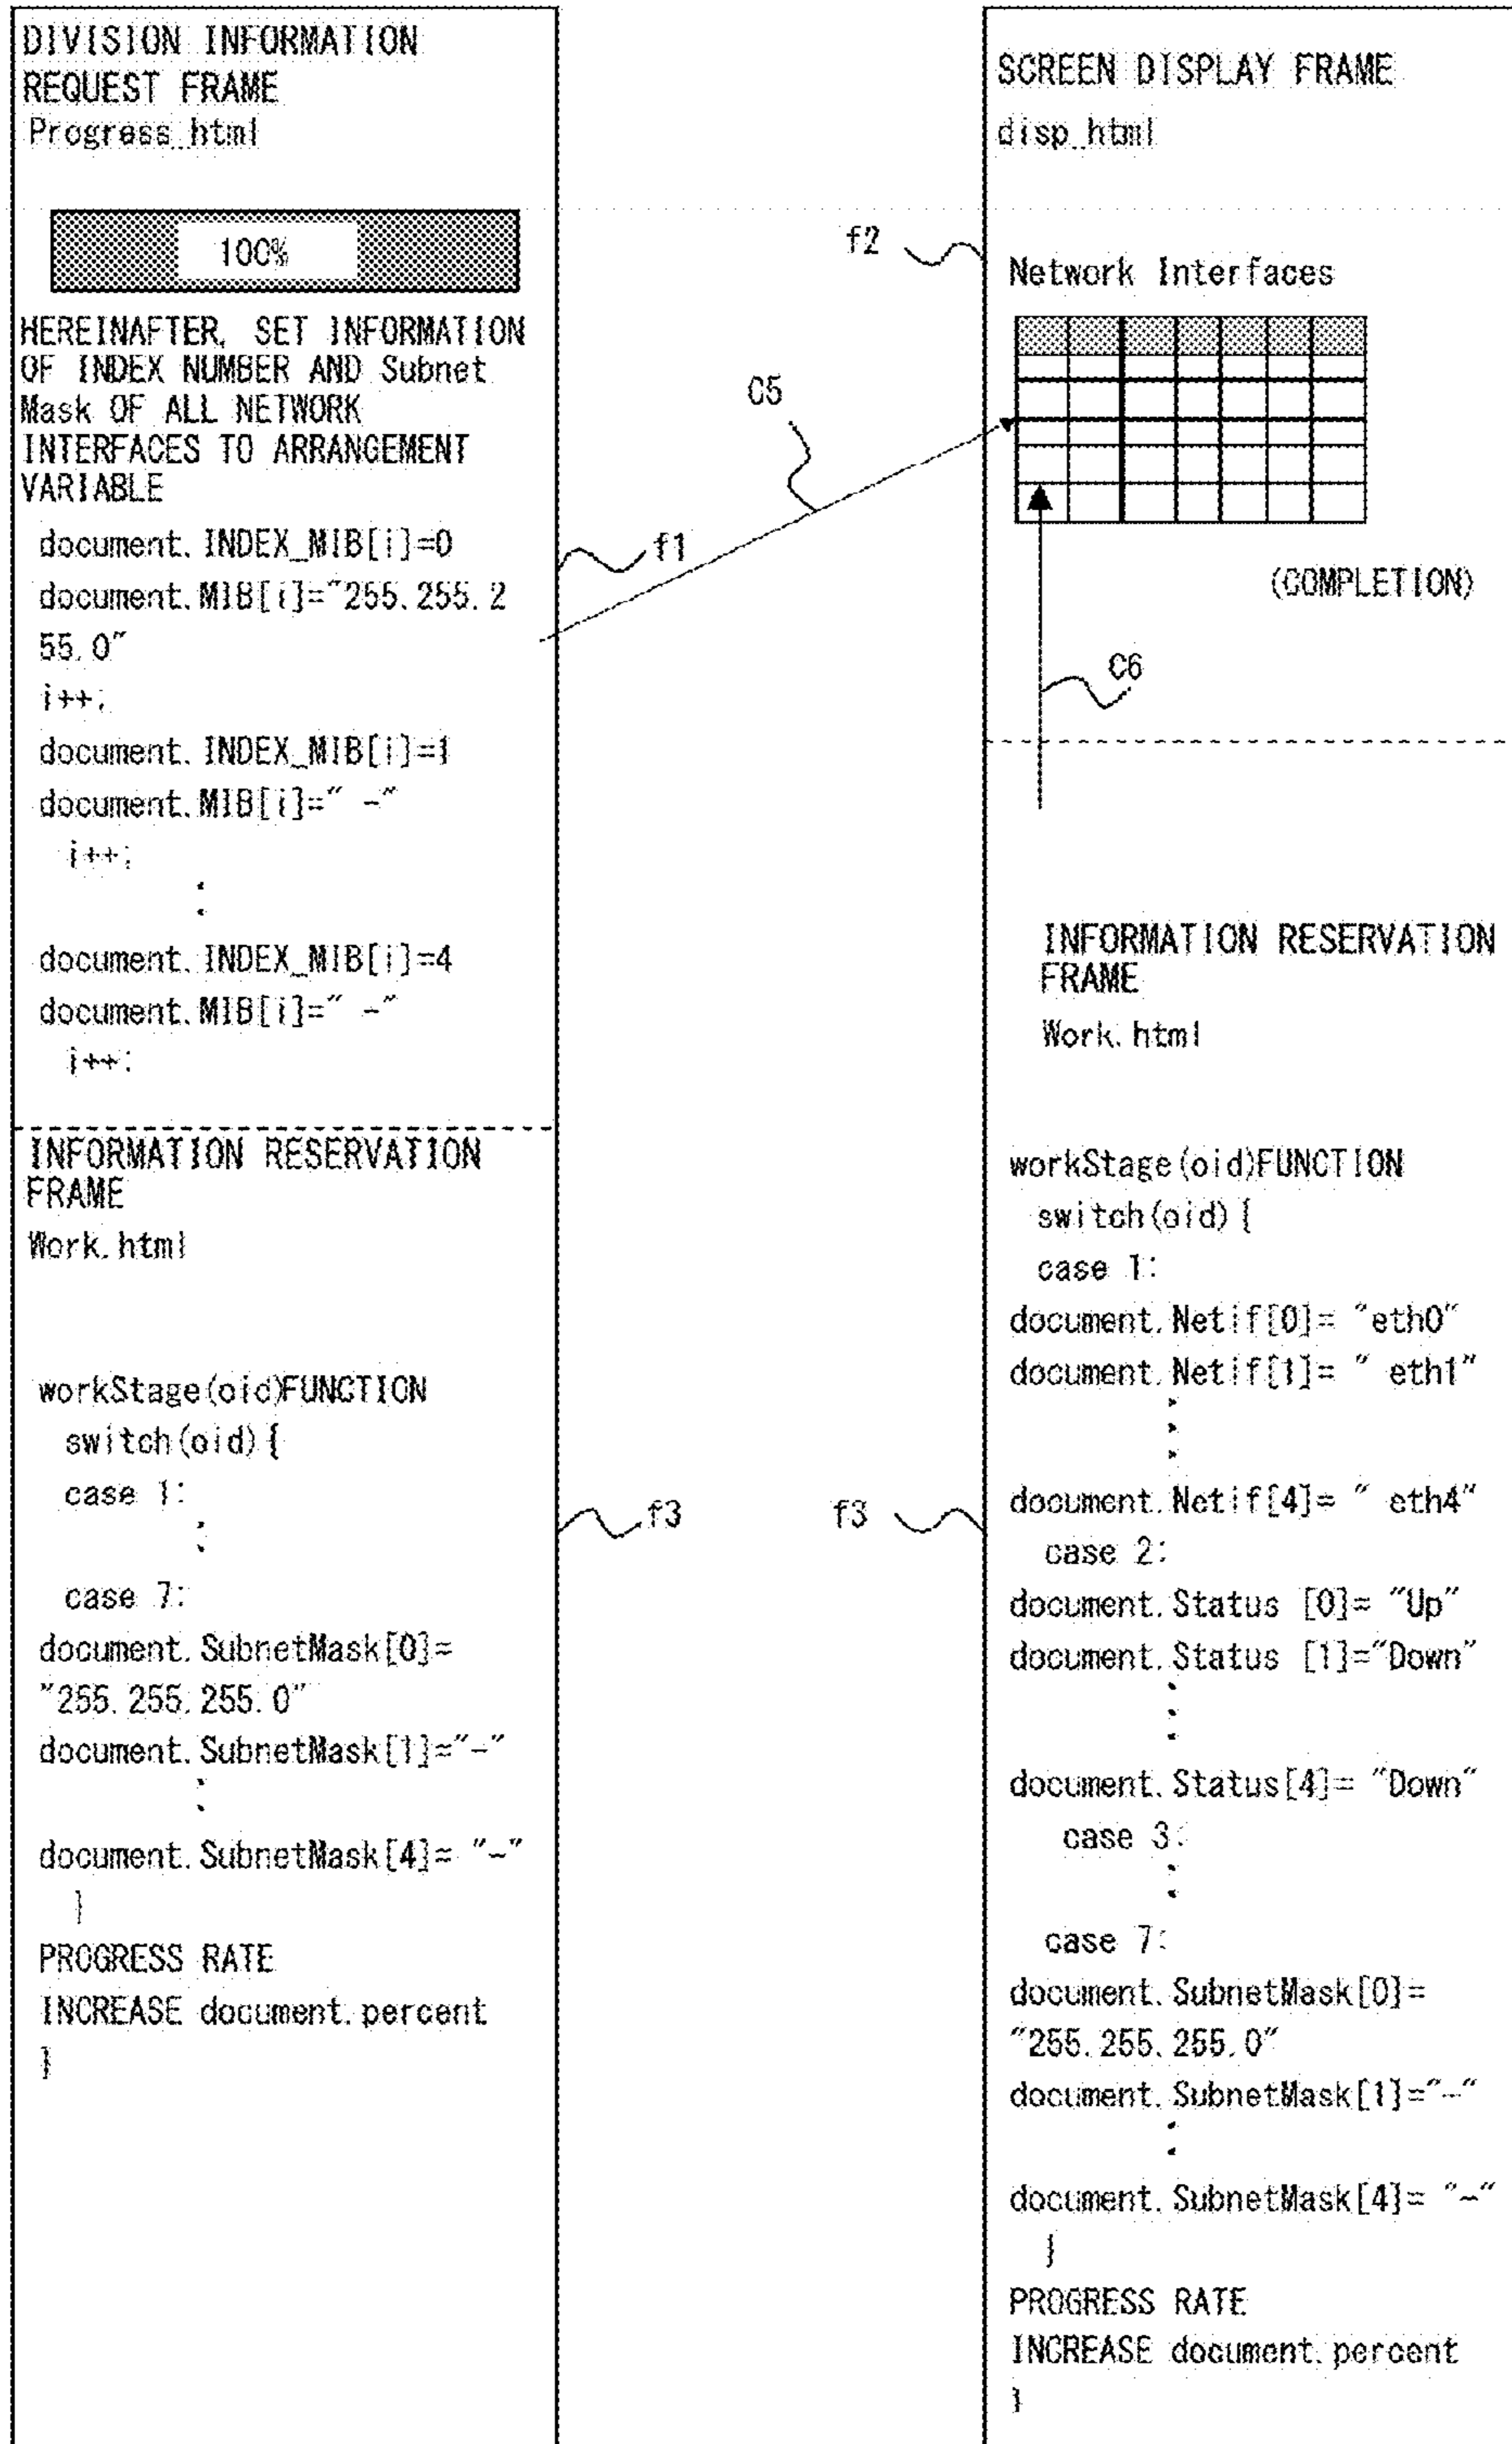 DIVISION INFORMATION
REQUEST FRAME
Progress.html
100%
HEREINAFTER, SET INFORMATION
OF INDEX NUMBER AND Subnet
Mask OF ALL NETWORK
INTERFACES TO ARRANGEMENT
VARIABLE
document.INDEX_MIB[i]=0
document.MIB[i]="255.255.2
55.0"
i++;
document.INDEX_MIB[i]=1
document.MIB[i]=" -"
i++;
:
document.INDEX_MIB[i]=4
document.MIB[i]=" -"
i++;
INFORMATION RESERVATION
FRAME
Work.html
workStage(oid)FUNCTION
switch(oid){
case 1:
:
case 7:
document.SubnetMask[0]=
"255.255.255.0"
document.SubnetMask[1]="-"
:
document.SubnetMask[4]= "-"
}
PROGRESS RATE
INCREASE document.percent
}
f1
f3
C5
f2
SCREEN DISPLAY FRAME
disp.html
Network Interfaces
(COMPLETION)
C6
INFORMATION RESERVATION
FRAME
Work.html
f3
workStage(oid)FUNCTION
switch(oid){
case 1:
document.Netif[0]= "eth0"
document.Netif[1]= " eth1"
:
document.Netif[4]= " eth4"
case 2:
document.Status [0]= "Up"
document.Status [1]="Down"
:
document.Status[4]= "Down"
case 3:
:
case 7:
document.SubnetMask[0]=
"255.255.255.0"
document.SubnetMask[1]="-"
:
document.SubnetMask[4]= "-"
}
PROGRESS RATE
INCREASE document.percent
}